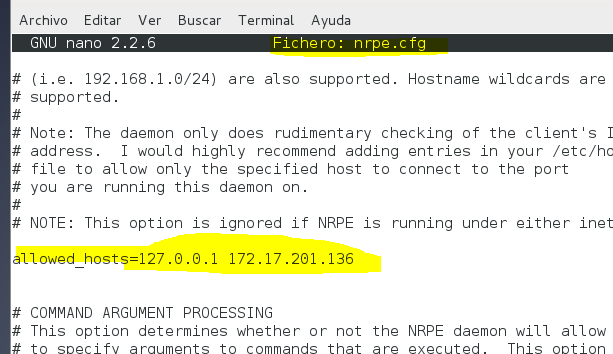 Archivo Editar Ver Buscar Terminal Ayuda
GNU nano 2.2.6 Fichero: nrpe.cfg
# (i.e. 192.168.1.0/24) are also supported. Hostname wildcards are
# supported.
#
# Note: The daemon only does rudimentary checking of the client's I
# address.  I would highly recommend adding entries in your /etc/ho
# file to allow only the specified host to connect to the port
# you are running this daemon on.
#
# NOTE: This option is ignored if NRPE is running under either inet
allowed_hosts=127.0.0.1 172.17.201.136
# COMMAND ARGUMENT PROCESSING
# This option determines whether or not the NRPE daemon will allow
# to specify arguments to commands that are executed.  This option